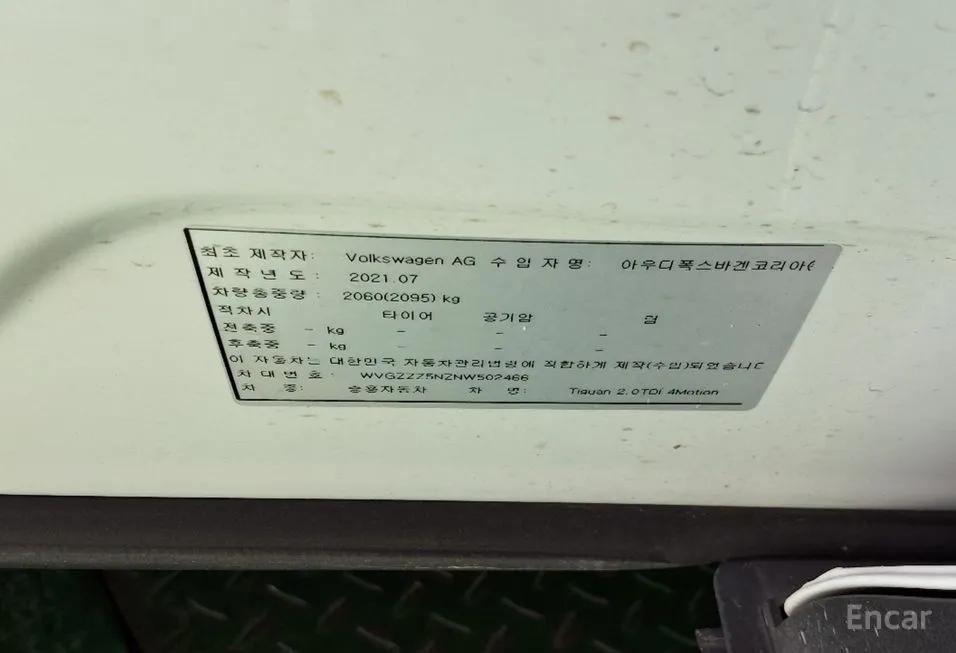 최초 제작자: Volkswagen AG 수 입 자 명: 아우디폭스바겐코리아(
제 작 년 도 : 2021.07
차량총중량 : 2060(2095) kg
적차시 타이어 공기압 림
전축중 - kg - - -
후축중 - kg - - -
이 자동차는 대한민국 자동차관리법령에 적합하게 제작(수입)되었습니다
차 대 번 호 : WVGZZZ5NZNW502466
차 종: 승용자동차 차 명: Tiguan 2.0TDI 4Motion
Encar